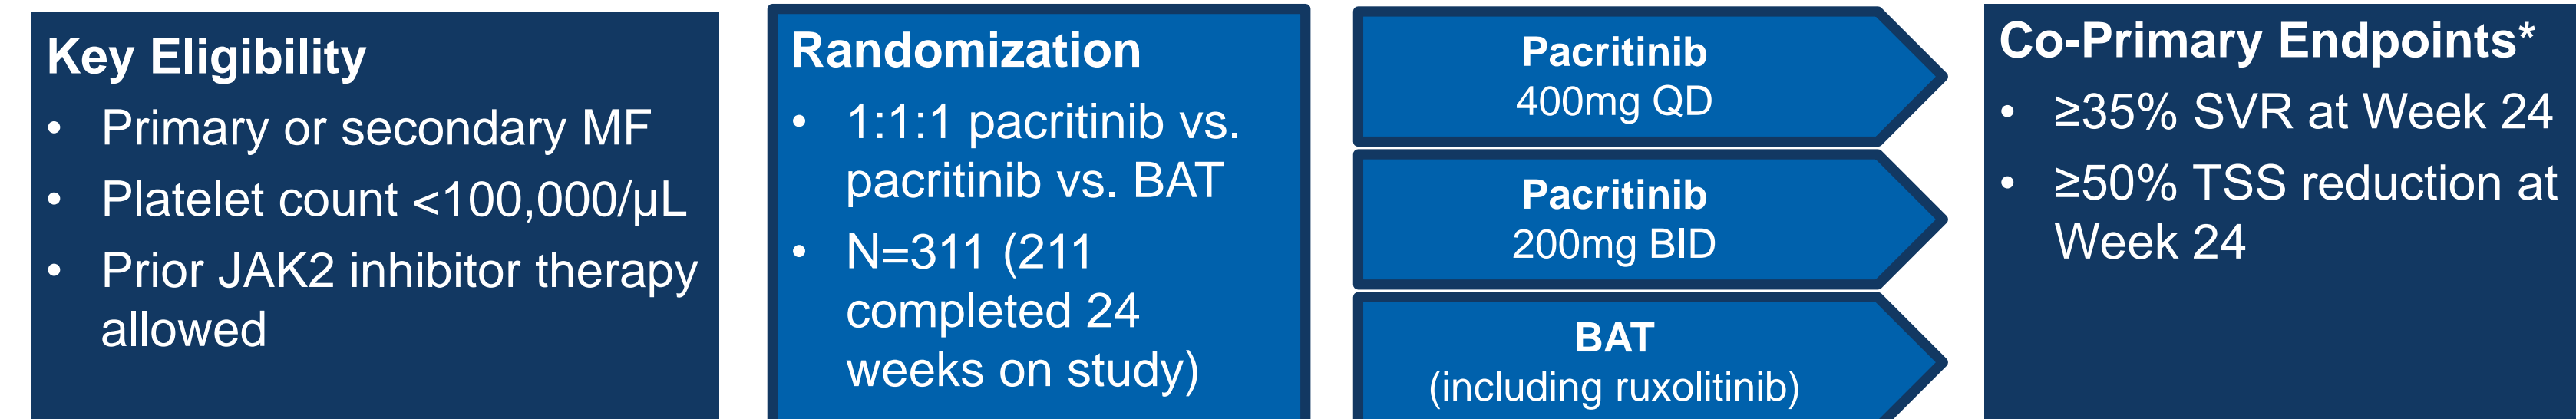 Key Eligibility
• Primary or secondary MF
• Platelet count <100,000/µL
• Prior JAK2 inhibitor therapy
allowed
Randomization
• 1:1:1 pacritinib vs.
pacritinib vs. BAT
• N=311 (211
completed 24
weeks on study)
Pacritinib
400mg QD
Pacritinib
200mg BID
BAT
(including ruxolitinib)
Co-Primary Endpoints*
• ≥35% SVR at Week 24
• ≥50% TSS reduction at
Week 24